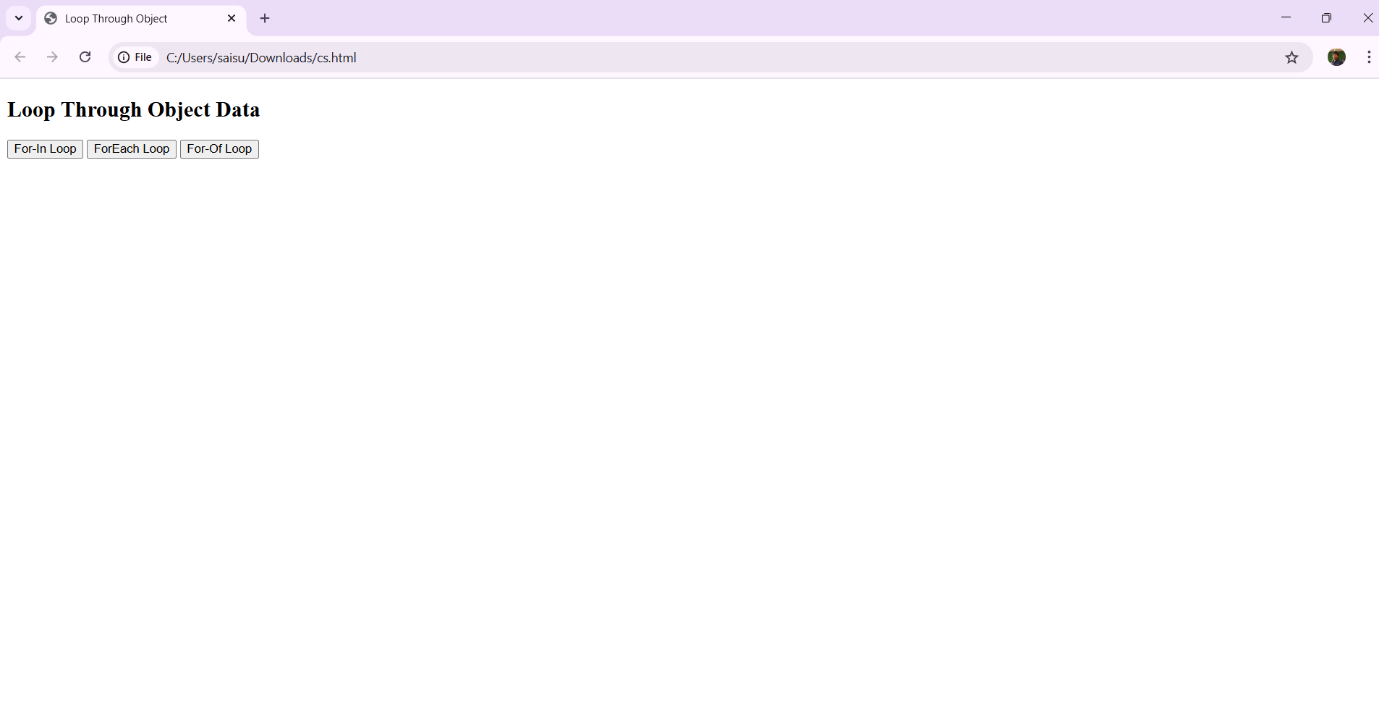 Loop Through Object
File C:/Users/saisu/Downloads/cs.html
Loop Through Object Data
For-In Loop ForEach Loop For-Of Loop